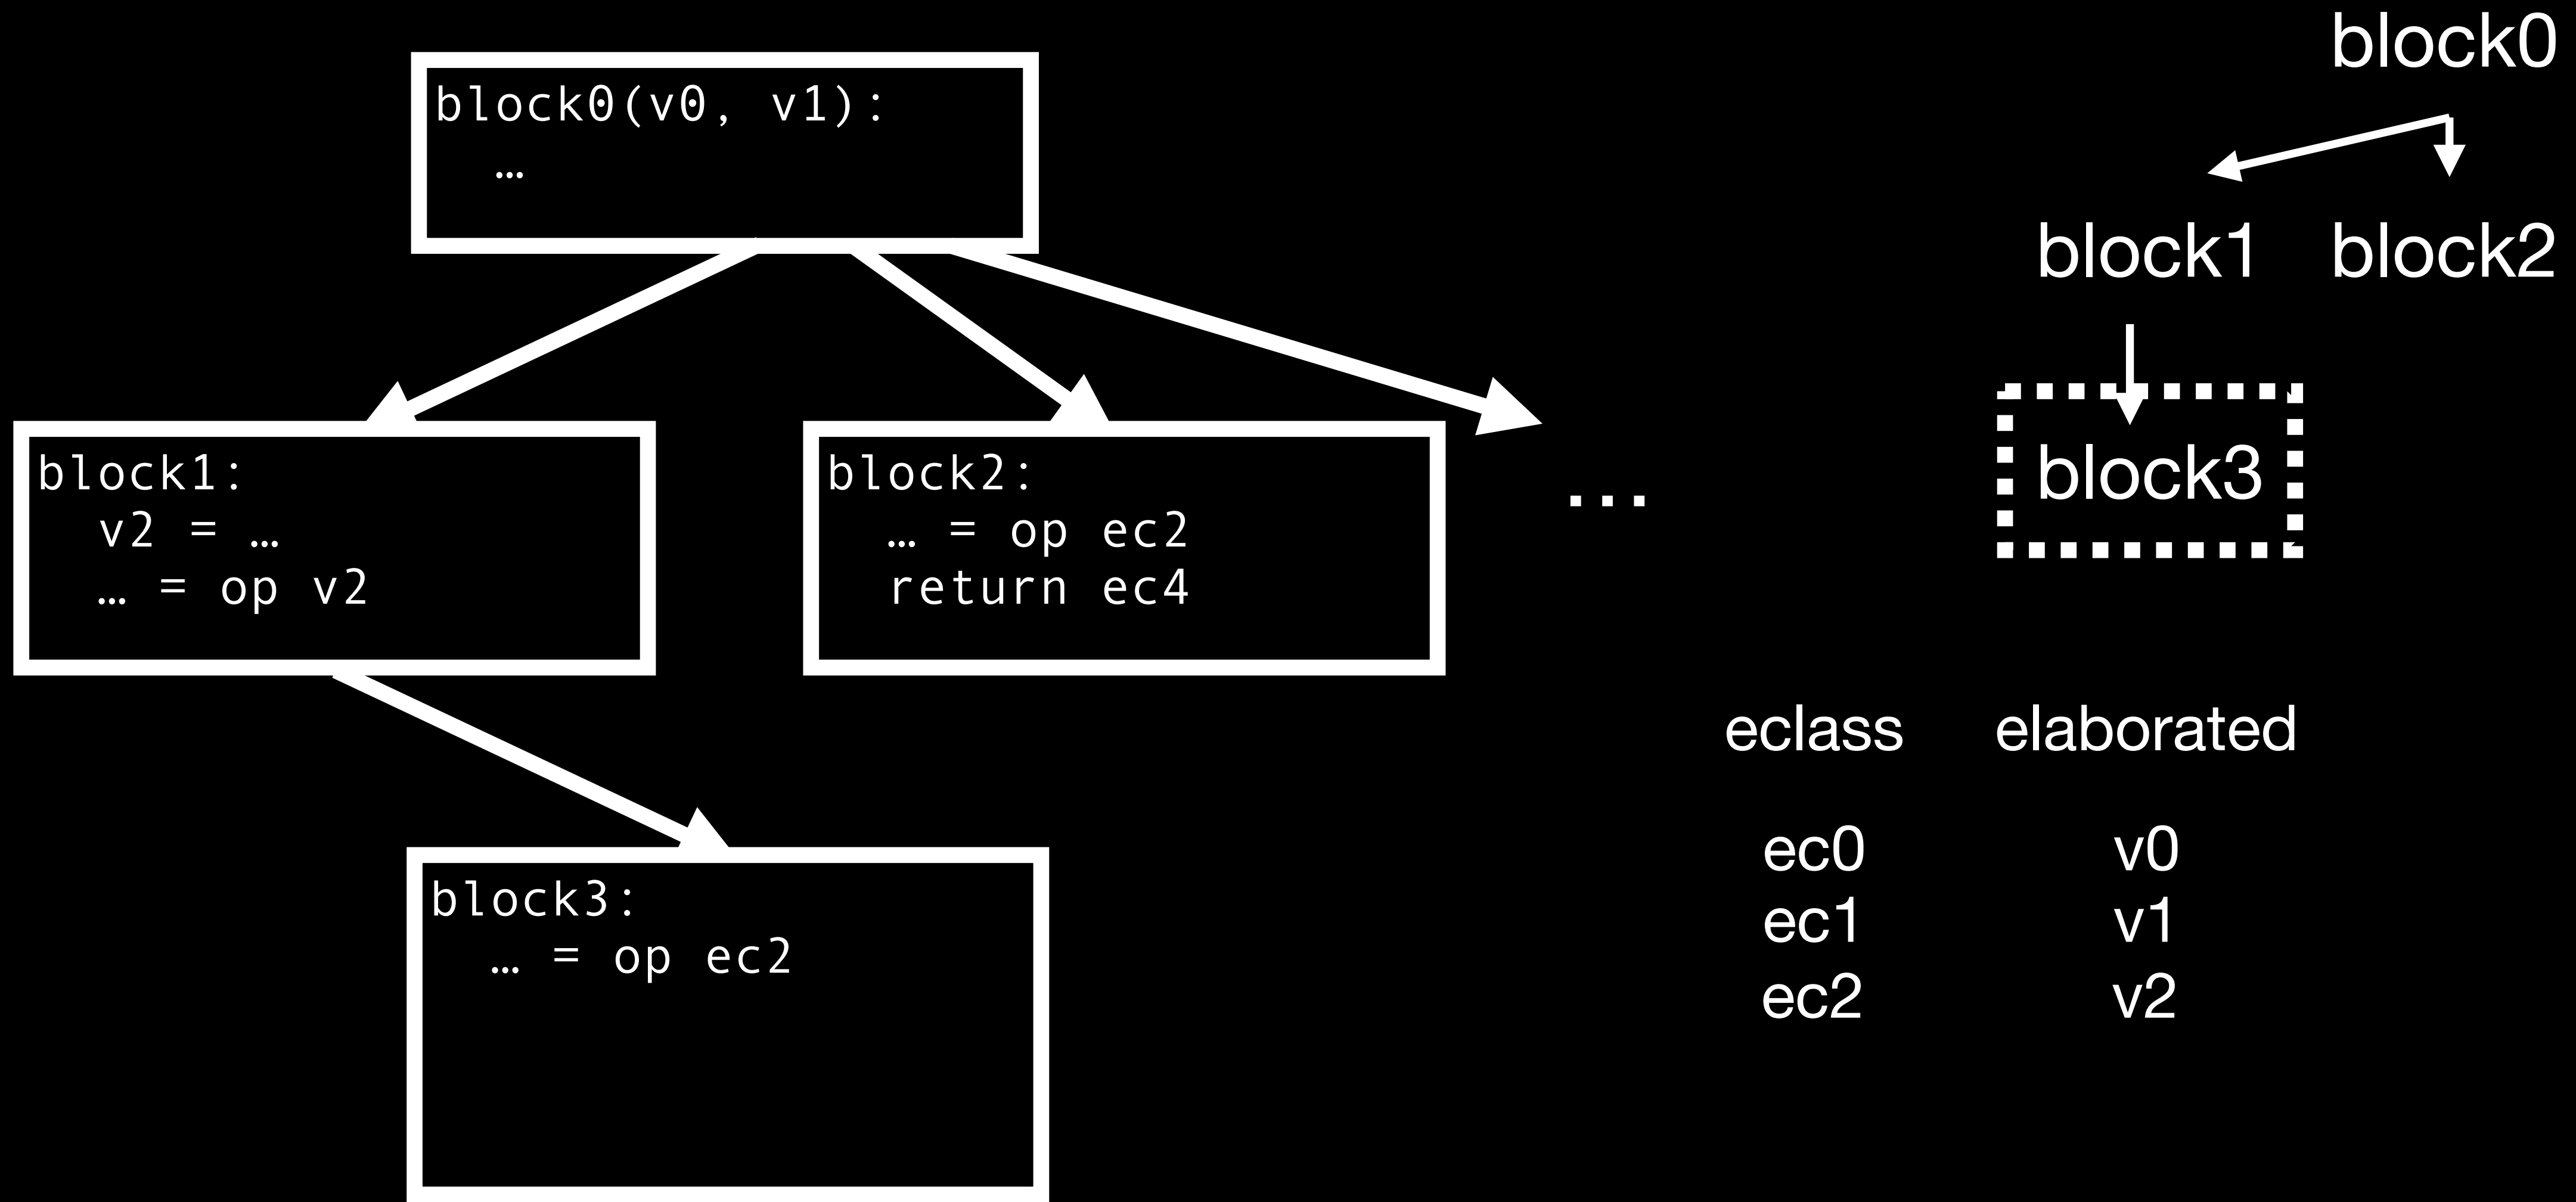 block0(v0, v1):
…
block1:
v2 = …
… = op v2
block2:
… = op ec2
return ec4
...
block3:
… = op ec2
block0
block1 block2
block3
eclass elaborated
ec0 v0
ec1 v1
ec2 v2